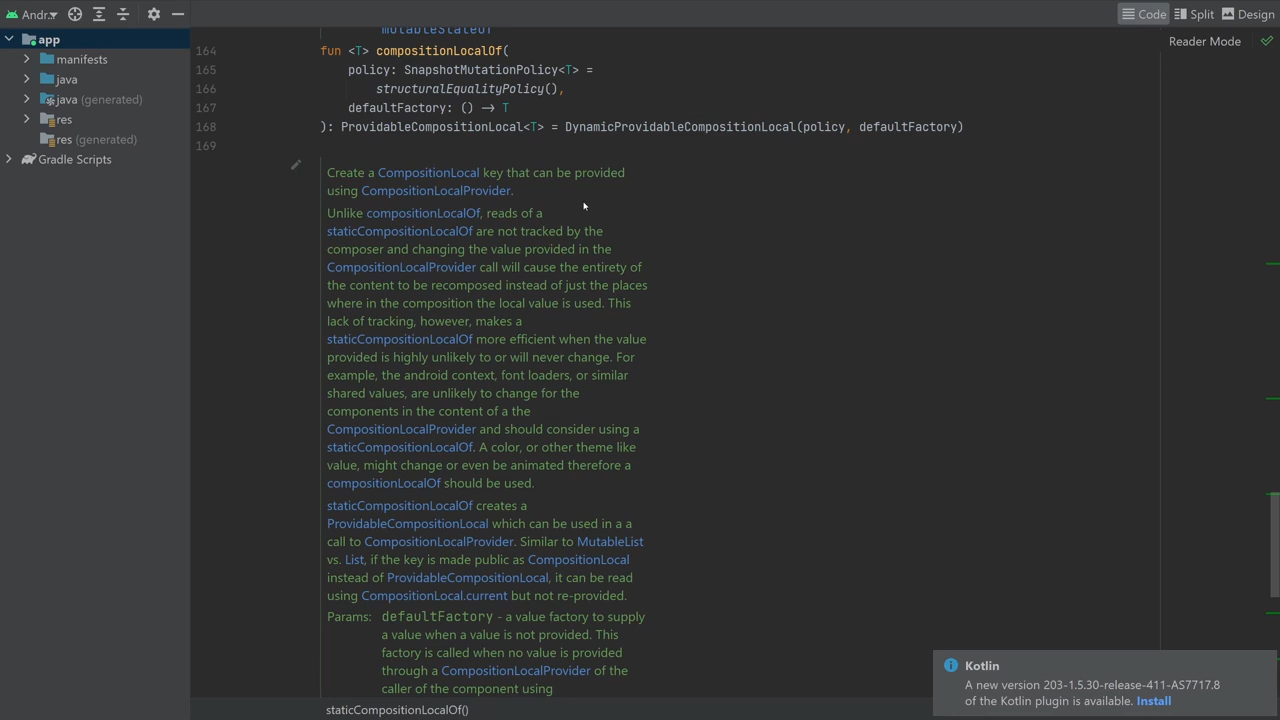 Andr..
Code
Split
Design
Reader Mode
app
manifests
java
java (generated)
res
res (generated)
Gradle Scripts
mutableStateOf
164 fun <T> compositionLocalOf(
165 policy: SnapshotMutationPolicy<T> =
166 structuralEqualityPolicy(),
167 defaultFactory: () → T
168 ): ProvidableCompositionLocal<T> = DynamicProvidableCompositionLocal(policy, defaultFactory)
169
Create a CompositionLocal key that can be provided
using CompositionLocalProvider.
Unlike compositionLocalOf, reads of a
staticCompositionLocalOf are not tracked by the
composer and changing the value provided in the
CompositionLocalProvider call will cause the entirety of
the content to be recomposed instead of just the places
where in the composition the local value is used. This
lack of tracking, however, makes a
staticCompositionLocalOf more efficient when the value
provided is highly unlikely to or will never change. For
example, the android context, font loaders, or similar
shared values, are unlikely to change for the
components in the content of a the
CompositionLocalProvider and should consider using a
staticCompositionLocalOf. A color, or other theme like
value, might change or even be animated therefore a
compositionLocalOf should be used.
staticCompositionLocalOf creates a
ProvidableCompositionLocal which can be used in a a
call to CompositionLocalProvider. Similar to MutableList
vs. List, if the key is made public as CompositionLocal
instead of ProvidableCompositionLocal, it can be read
using CompositionLocal.current but not re-provided.
Params: defaultFactory - a value factory to supply
a value when a value is not provided. This
factory is called when no value is provided
through a CompositionLocalProvider of the
caller of the component using
staticCompositionLocalOf()
Kotlin
A new version 203-1.5.30-release-411-AS7717.8
of the Kotlin plugin is available. Install